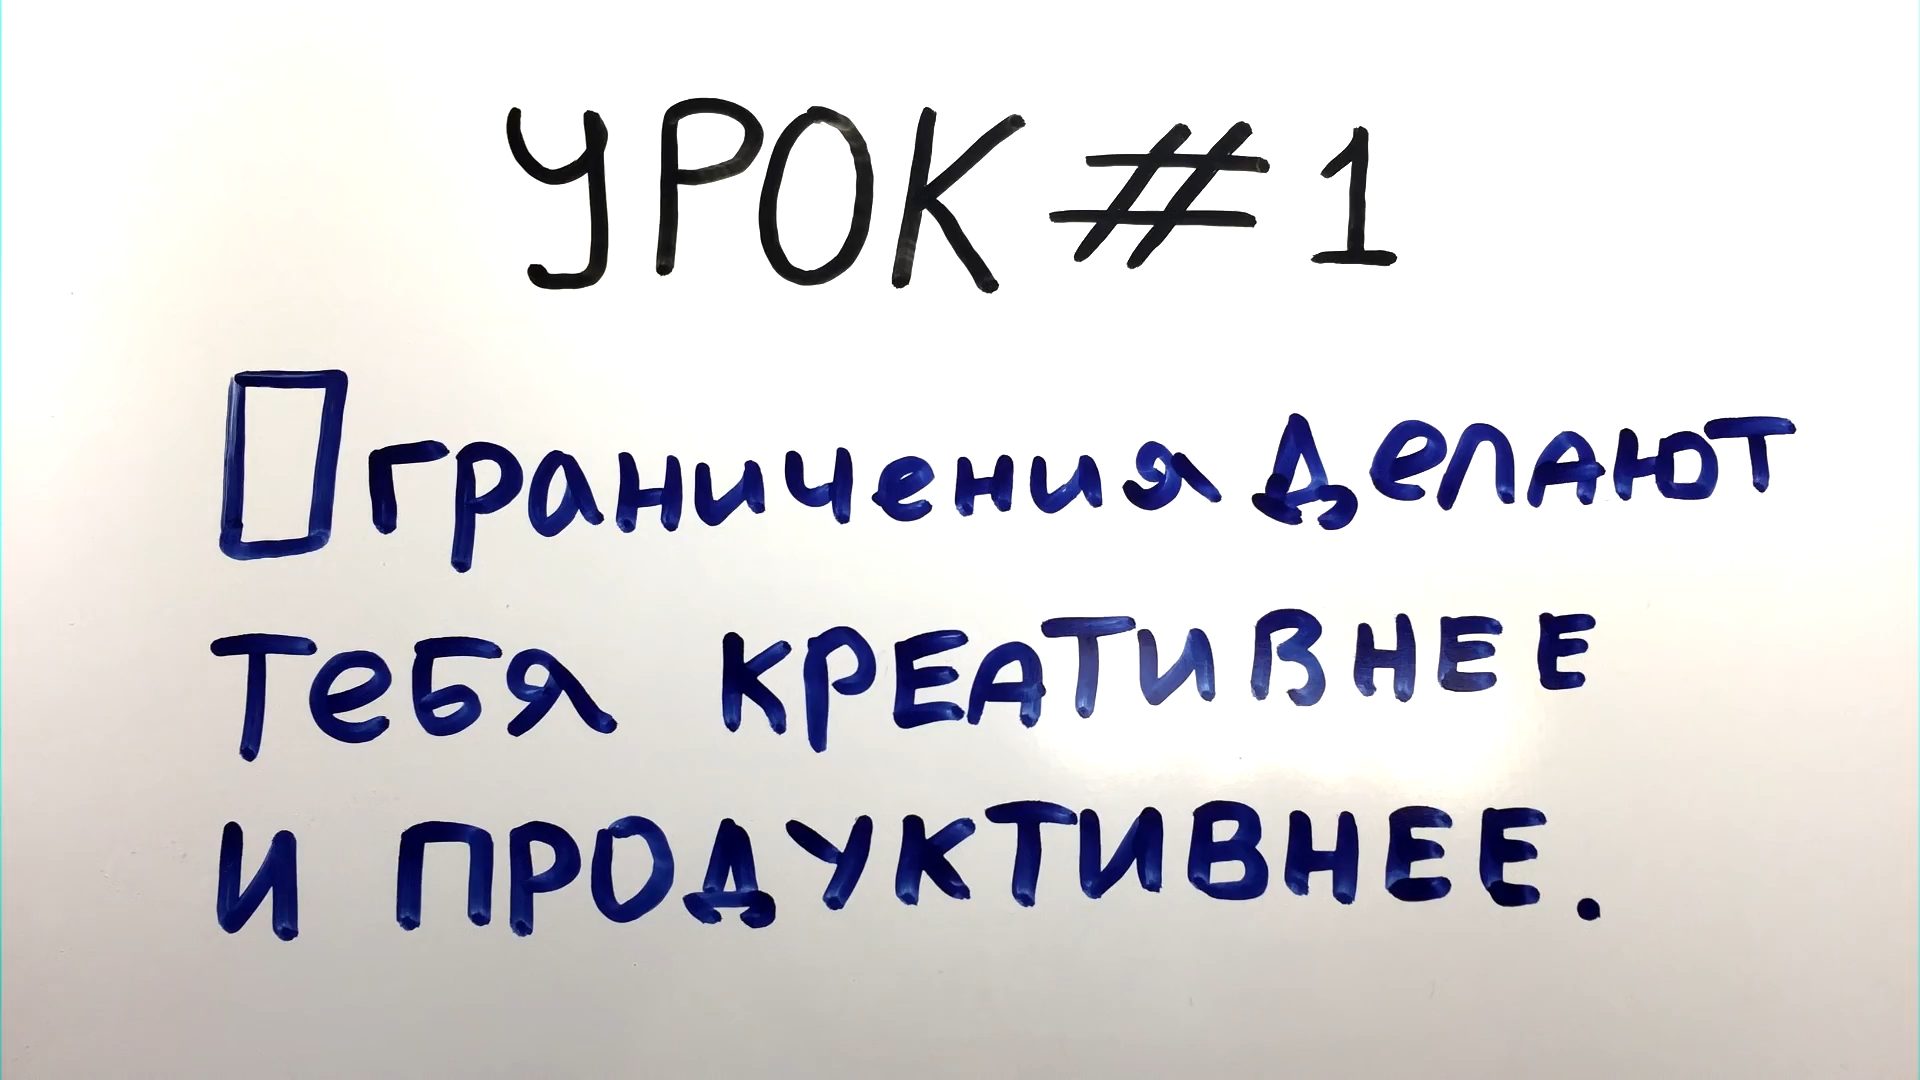 УРОК #1
Ограничения делают
тебя креативнее
и продуктивнее.